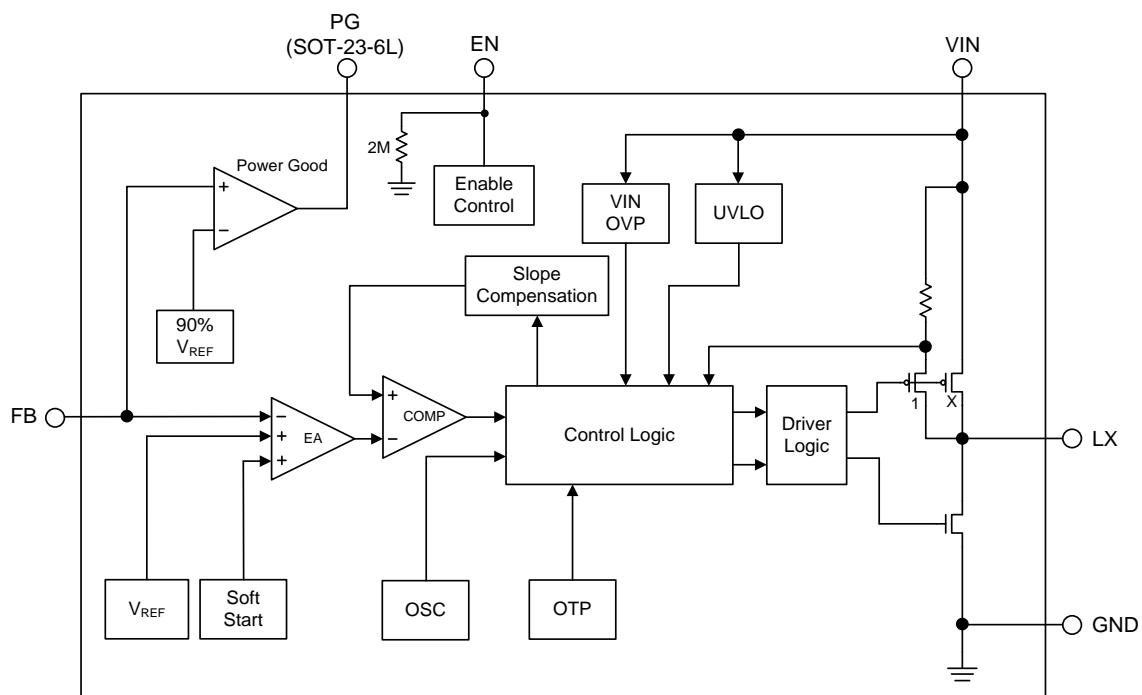 PG
(SOT-23-6L)
EN
VIN
2M
Power Good
+
−
Enable
Control
VIN
OVP
UVLO
Slope
Compensation
90%
VREF
FB
−
+
+
EA
+
−
COMP
Control Logic
Driver
Logic
1
X
LX
VREF
Soft
Start
OSC
OTP
GND